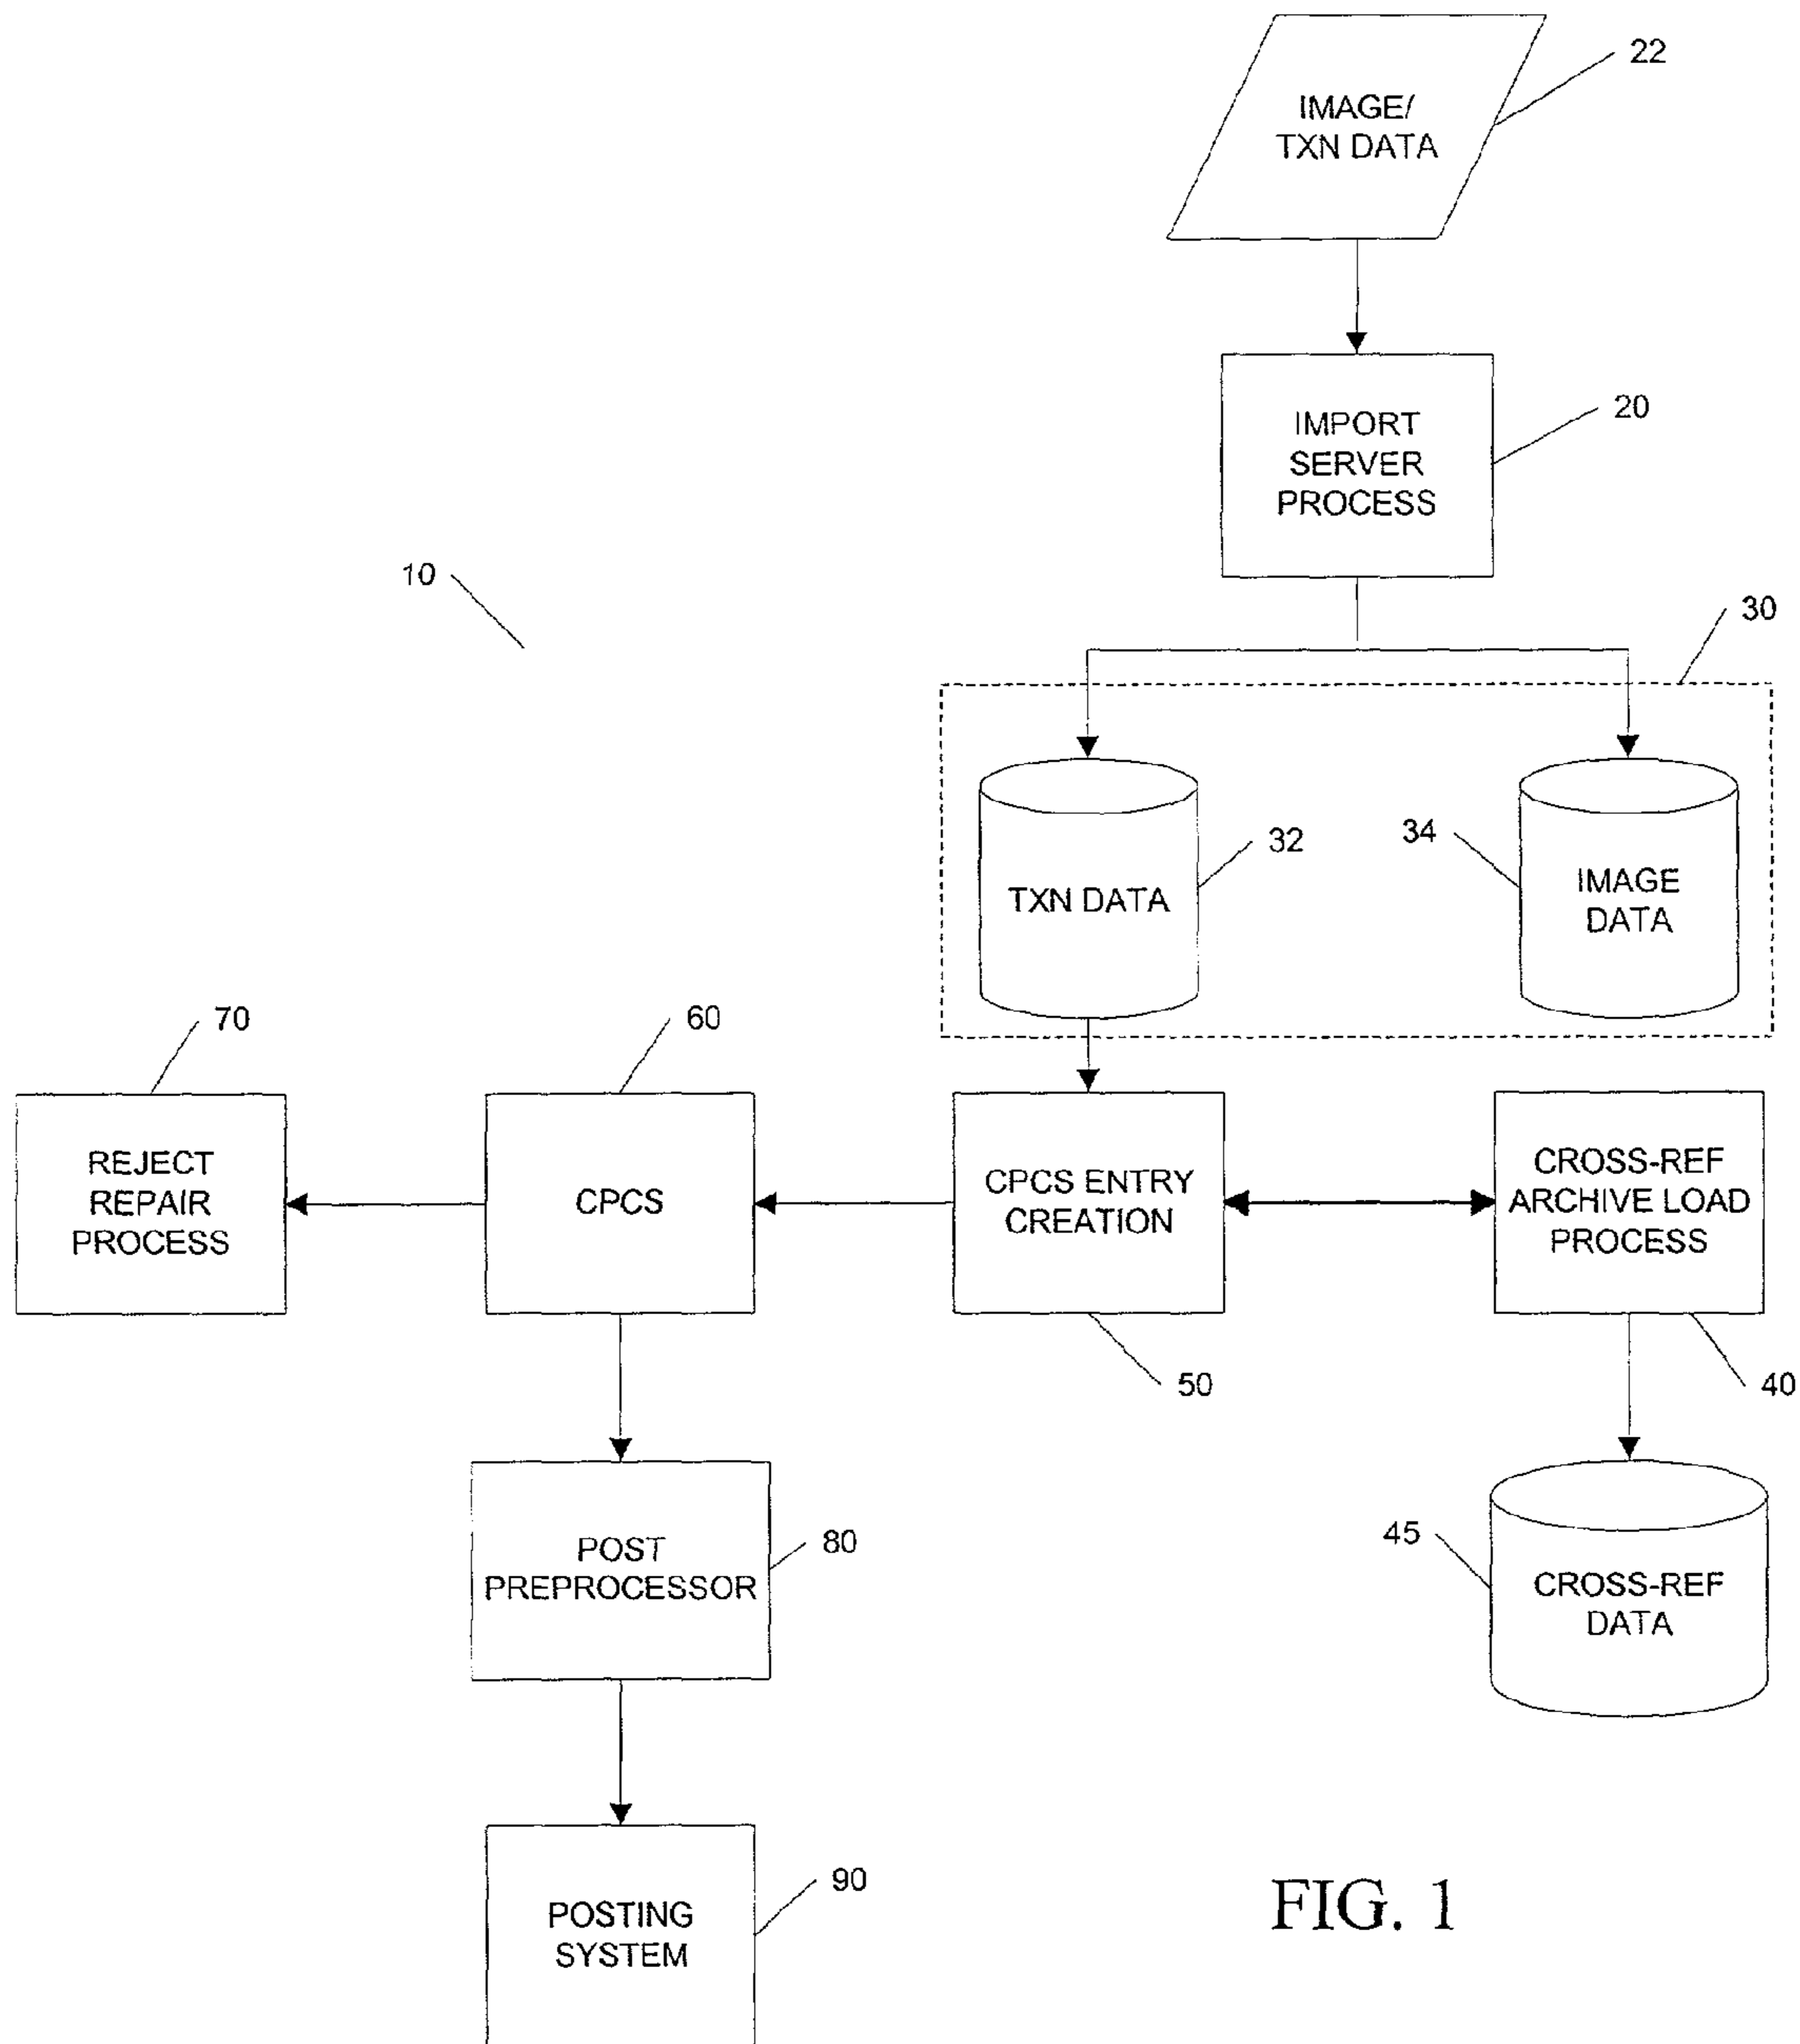 22
IMAGE/
TXN DATA
20
IMPORT
SERVER
PROCESS
10
30
32
34
TXN DATA
IMAGE
DATA
70
60
REJECT
REPAIR
PROCESS
CPCS
CPCS ENTRY
CREATION
CROSS-REF
ARCHIVE LOAD
PROCESS
50
40
80
POST
PREPROCESSOR
45
CROSS-REF
DATA
90
POSTING
SYSTEM
FIG. 1